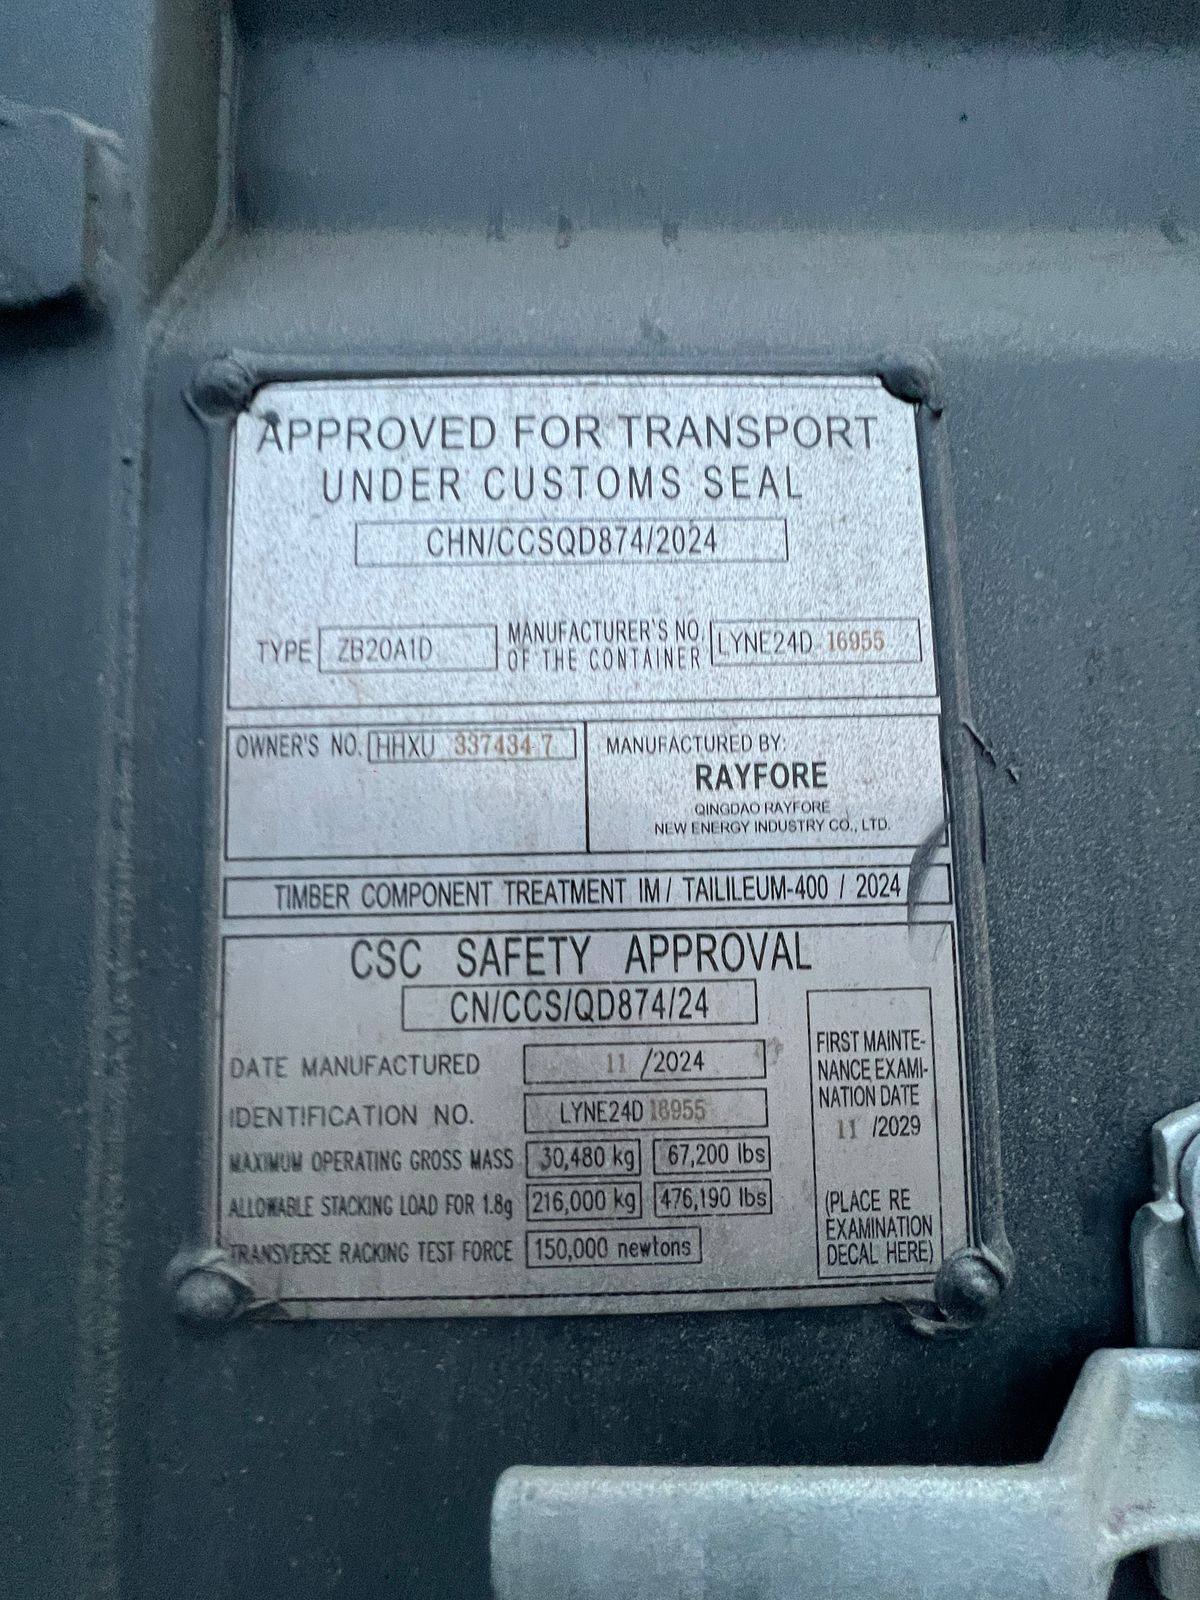 APPROVED FOR TRANSPORT
UNDER CUSTOMS SEAL
CHN/CCSQD874/2024
TYPE ZB20A1D
MANUFACTURER'S NO.
OF THE CONTAINER
LYNE24D 16955
OWNER'S NO. HHXU 337434 7
MANUFACTURED BY:
RAYFORE
QINGDAO RAYFORE
NEW ENERGY INDUSTRY CO., LTD.
TIMBER COMPONENT TREATMENT IM / TAILILEUM-400 / 2024
CSC SAFETY APPROVAL
CN/CCS/QD874/24
DATE MANUFACTURED 11 /2024
IDENTIFICATION NO. LYNE24D 16955
MAXIMUM OPERATING GROSS MASS 30,480 kg 67,200 lbs
ALLOWABLE STACKING LOAD FOR 1.8g 216,000 kg 476,190 lbs
TRANSVERSE RACKING TEST FORCE 150,000 newtons
FIRST MAINTE-
NANCE EXAMI-
NATION DATE
11 /2029
(PLACE RE
EXAMINATION
DECAL HERE)